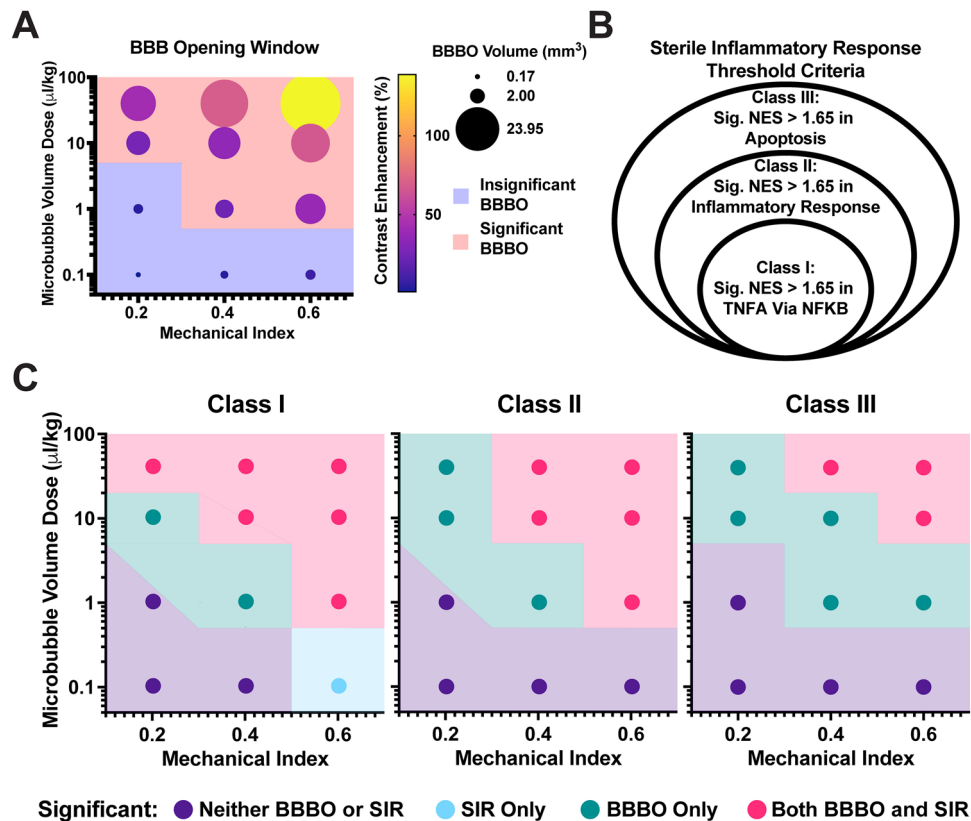 A
BBB Opening Window
Microbubble Volume Dose (μl/kg)
100
10
1
0.1
0.2
0.4
0.6
Mechanical Index
Contrast Enhancement (%)
100
50
BBBO Volume (mm³)
0.17
2.00
23.95
Insignificant
BBBO
Significant
BBBO
B
Sterile Inflammatory Response
Threshold Criteria
Class III:
Sig. NES > 1.65 in
Apoptosis
Class II:
Sig. NES > 1.65 in
Inflammatory Response
Class I:
Sig. NES > 1.65 in
TNFA Via NFKB
C
Class I
Class II
Class III
Microbubble Volume Dose (μl/kg)
100
10
1
0.1
0.2 0.4 0.6
0.2 0.4 0.6
0.2 0.4 0.6
Mechanical Index
Mechanical Index
Mechanical Index
Significant: Neither BBBO or SIR SIR Only BBBO Only Both BBBO and SIR